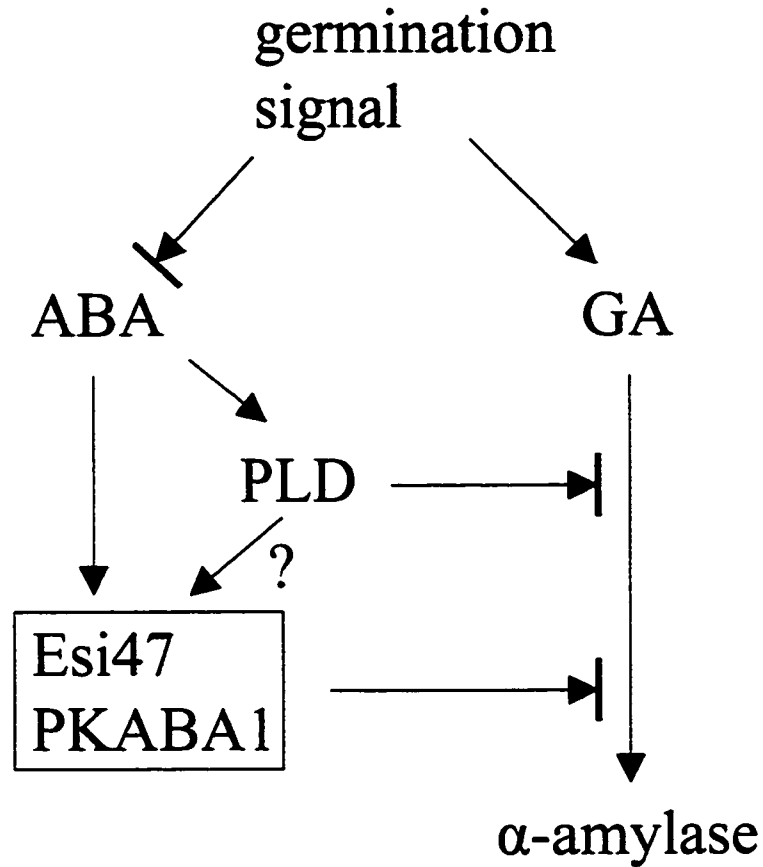 germination
signal
ABA
GA
PLD
?
Esi47
PKABA1
α-amylase